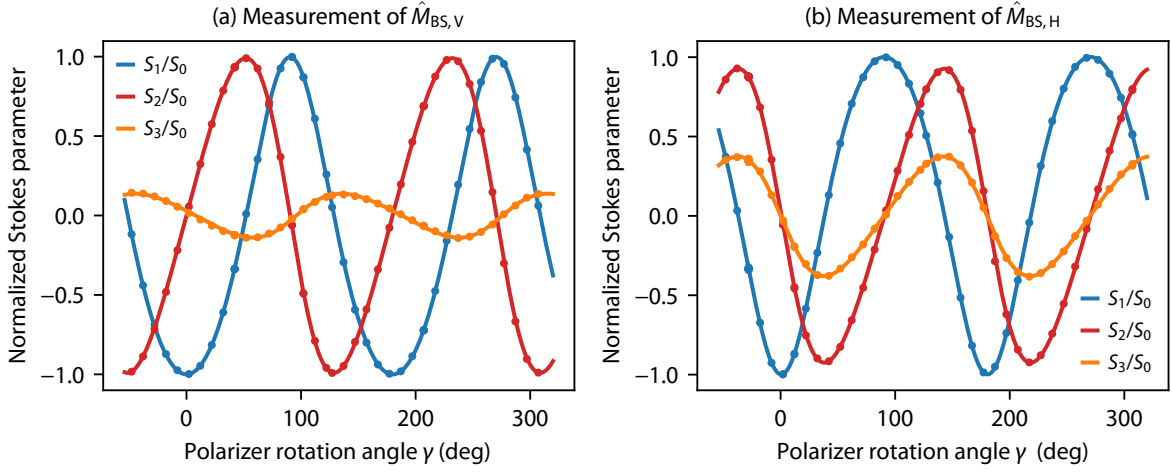 (a) Measurement of M̂BS, V
Normalized Stokes parameter
1.0
0.5
0.0
−0.5
−1.0
S1/S0
S2/S0
S3/S0
0
100
200
300
Polarizer rotation angle γ (deg)
(b) Measurement of M̂BS, H
Normalized Stokes parameter
1.0
0.5
0.0
−0.5
−1.0
S1/S0
S2/S0
S3/S0
0
100
200
300
Polarizer rotation angle γ (deg)